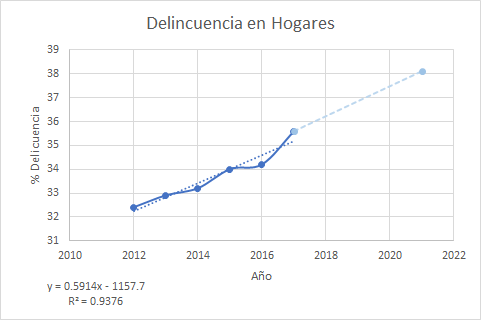 Delincuencia en Hogares
% Delicuencia
39
38
37
36
35
34
33
32
31
2010 2012 2014 2016 2018 2020 2022
Año
y = 0.5914x - 1157.7
R² = 0.9376